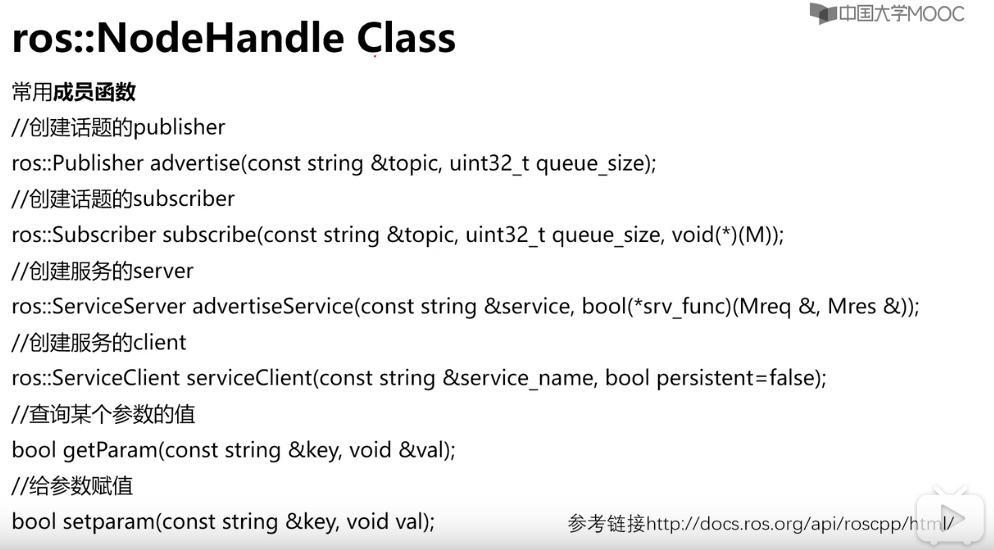 中国大学MOOC
ros::NodeHandle Class
常用成员函数
//创建话题的publisher
ros::Publisher advertise(const string &topic, uint32_t queue_size);
//创建话题的subscriber
ros::Subscriber subscribe(const string &topic, uint32_t queue_size, void(*)(M));
//创建服务的server
ros::ServiceServer advertiseService(const string &service, bool(*srv_func)(Mreq &, Mres &));
//创建服务的client
ros::ServiceClient serviceClient(const string &service_name, bool persistent=false);
//查询某个参数的值
bool getParam(const string &key, void &val);
//给参数赋值
bool setparam(const string &key, void val);
参考链接http://docs.ros.org/api/roscpp/html/